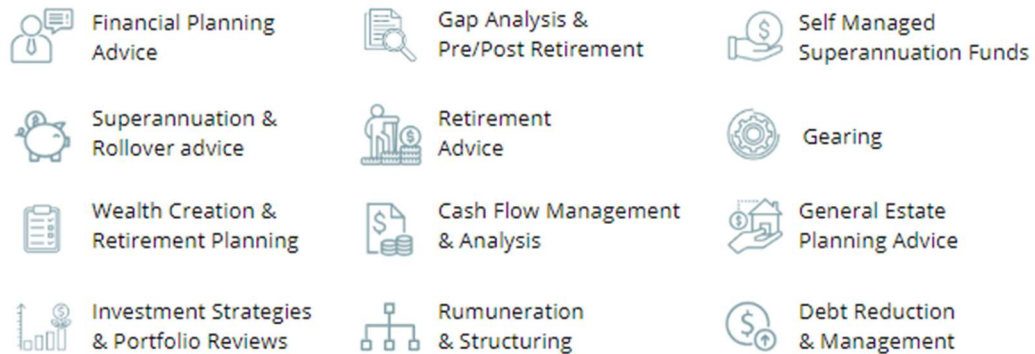 Financial Planning
Advice
Gap Analysis &
Pre/Post Retirement
Self Managed
Superannuation Funds
Superannuation &
Rollover advice
Retirement
Advice
Gearing
Wealth Creation &
Retirement Planning
Cash Flow Management
& Analysis
General Estate
Planning Advice
Investment Strategies
& Portfolio Reviews
Rumuneration
& Structuring
Debt Reduction
& Management